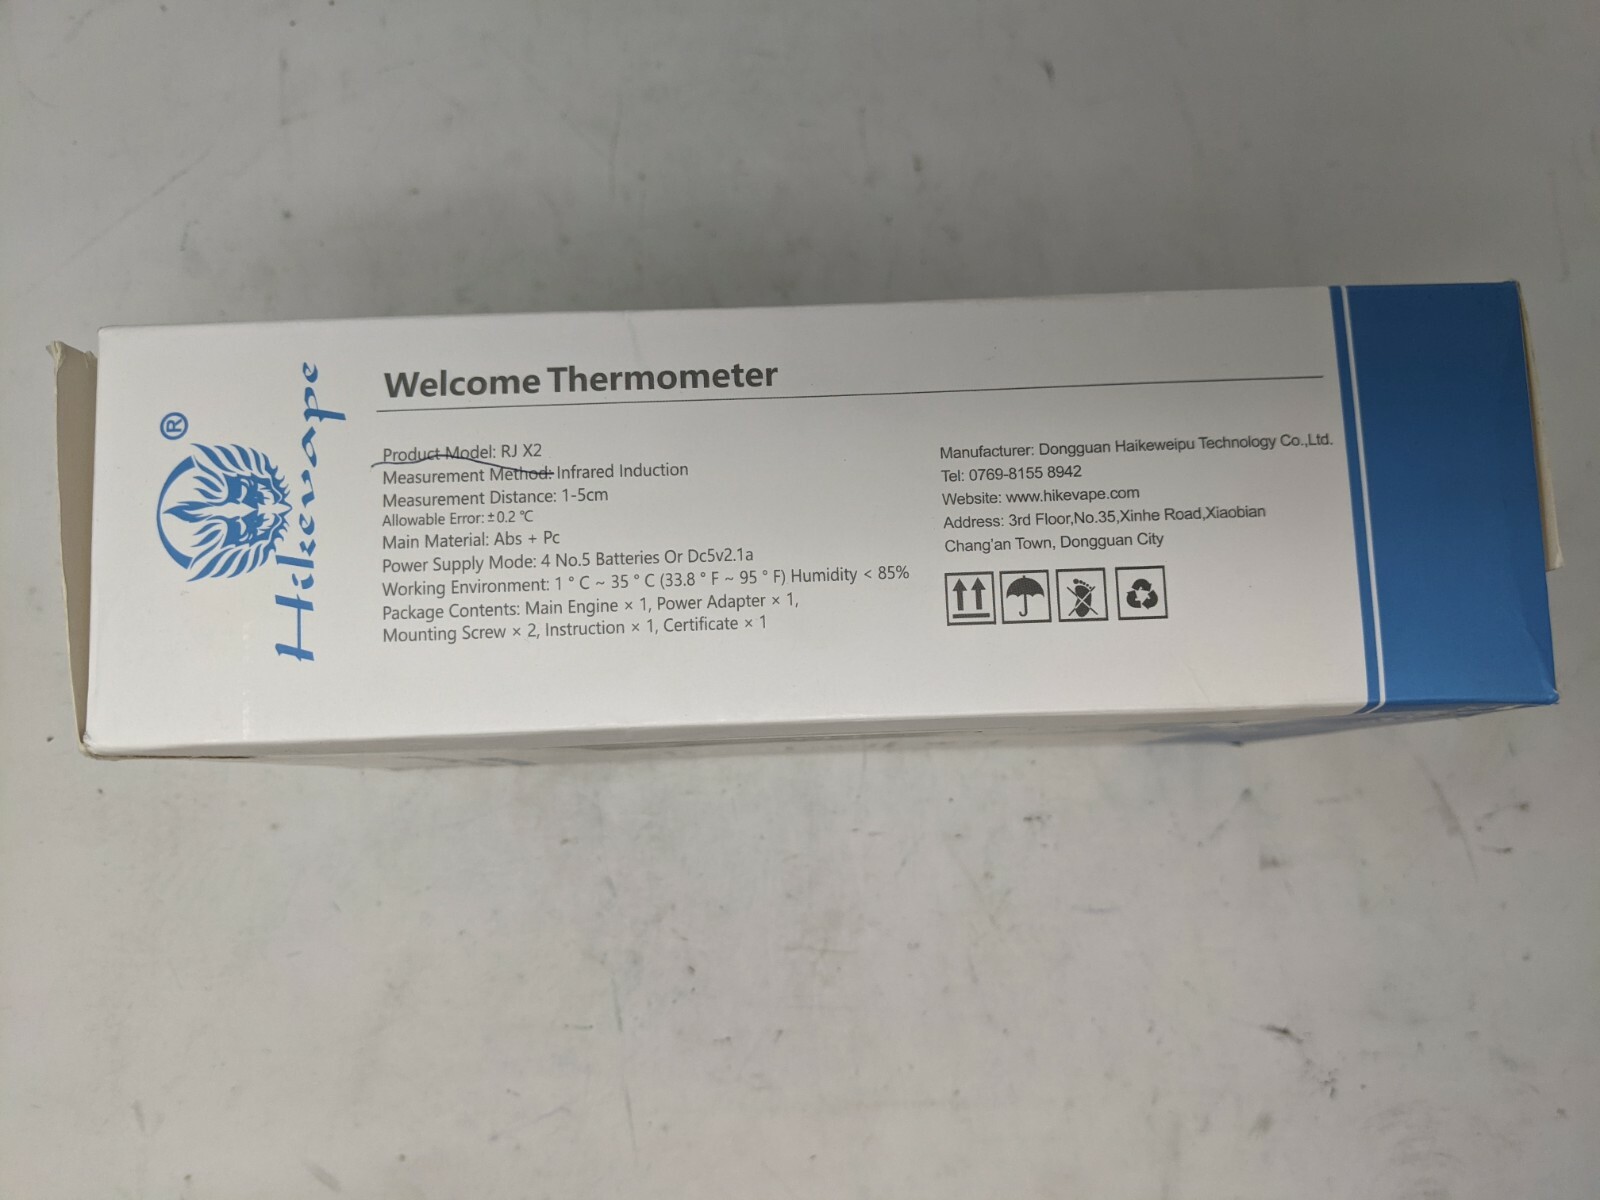 Hikevape
®
Welcome Thermometer
Product Model: RJ X2
Measurement Method: Infrared Induction
Measurement Distance: 1-5cm
Allowable Error: ±0.2 ℃
Main Material: Abs + Pc
Power Supply Mode: 4 No.5 Batteries Or Dc5v2.1a
Working Environment: 1 ° C ~ 35 ° C (33.8 ° F ~ 95 ° F) Humidity < 85%
Package Contents: Main Engine × 1, Power Adapter × 1,
Mounting Screw × 2, Instruction × 1, Certificate × 1
Manufacturer: Dongguan Haikeweipu Technology Co.,Ltd.
Tel: 0769-8155 8942
Website: www.hikevape.com
Address: 3rd Floor,No.35,Xinhe Road,Xiaobian
Chang'an Town, Dongguan City